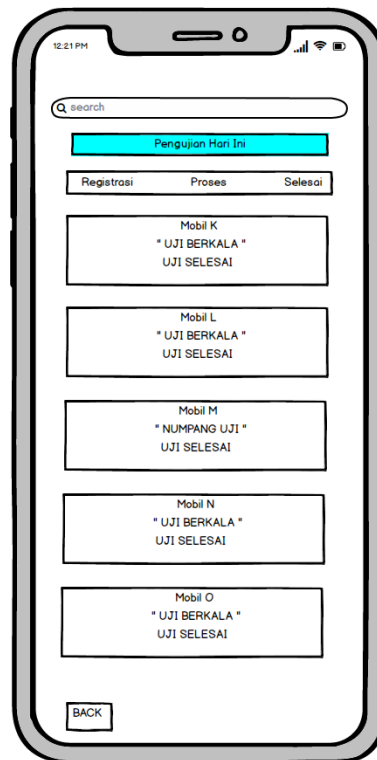 12:21 PM
search
Pengujian Hari Ini
Registrasi Proses Selesai
Mobil K
" UJI BERKALA "
UJI SELESAI
Mobil L
" UJI BERKALA "
UJI SELESAI
Mobil M
" NUMPANG UJI "
UJI SELESAI
Mobil N
" UJI BERKALA "
UJI SELESAI
Mobil O
" UJI BERKALA "
UJI SELESAI
BACK